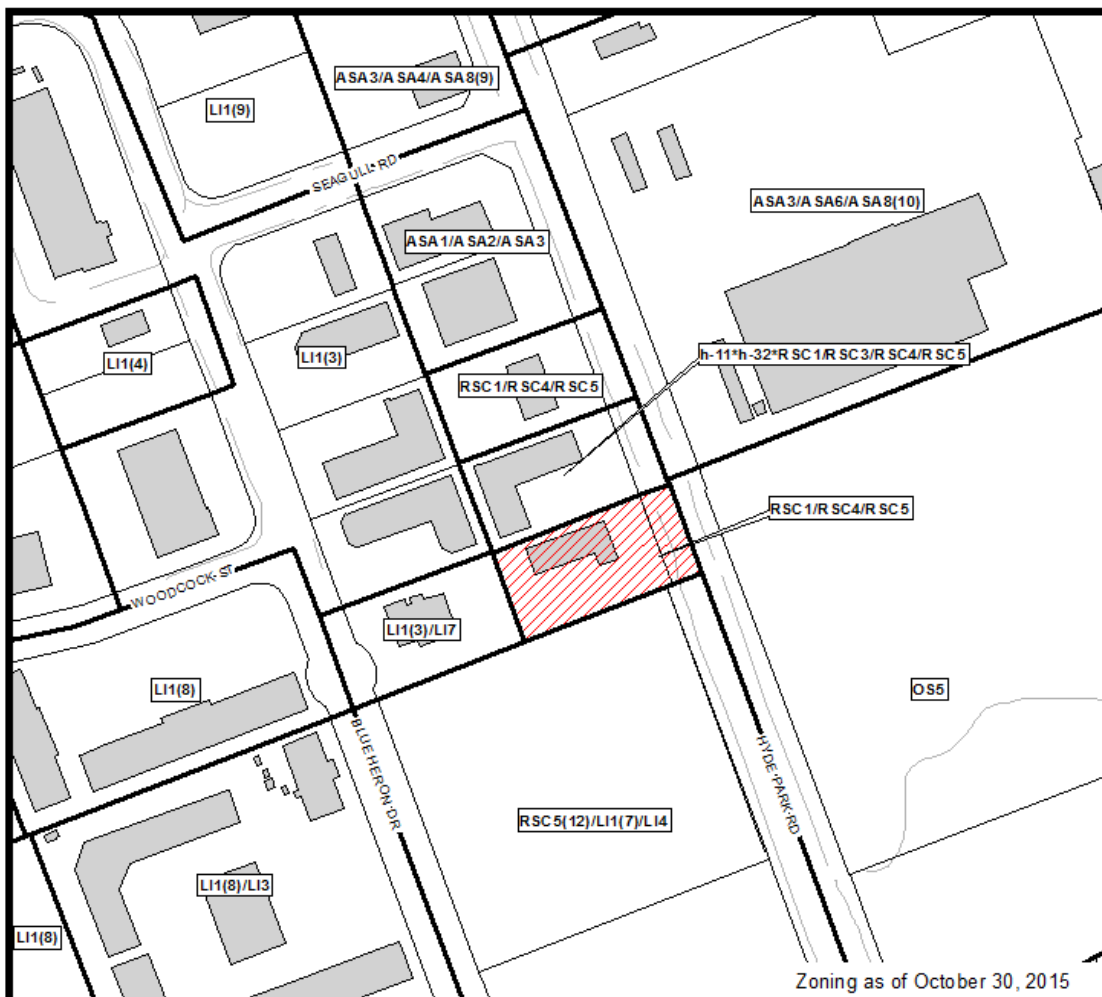 ASA3/ASA4/ASA8(9)
LI1(9)
SEAGULL RD
ASA3/ASA6/ASA8(10)
ASA1/ASA2/ASA3
LI1(4)
LI1(3)
h-11*h-32*RSC1/RSC3/RSC4/RSC5
RSC1/RSC4/RSC5
RSC1/RSC4/RSC5
WOODCOCK ST
LI1(3)/LI7
LI1(8)
OS5
BLUE HERON DR
HYDE PARK RD
RSC5(12)/LI1(7)/LI4
LI1(8)/LI3
LI1(8)
Zoning as of October 30, 2015